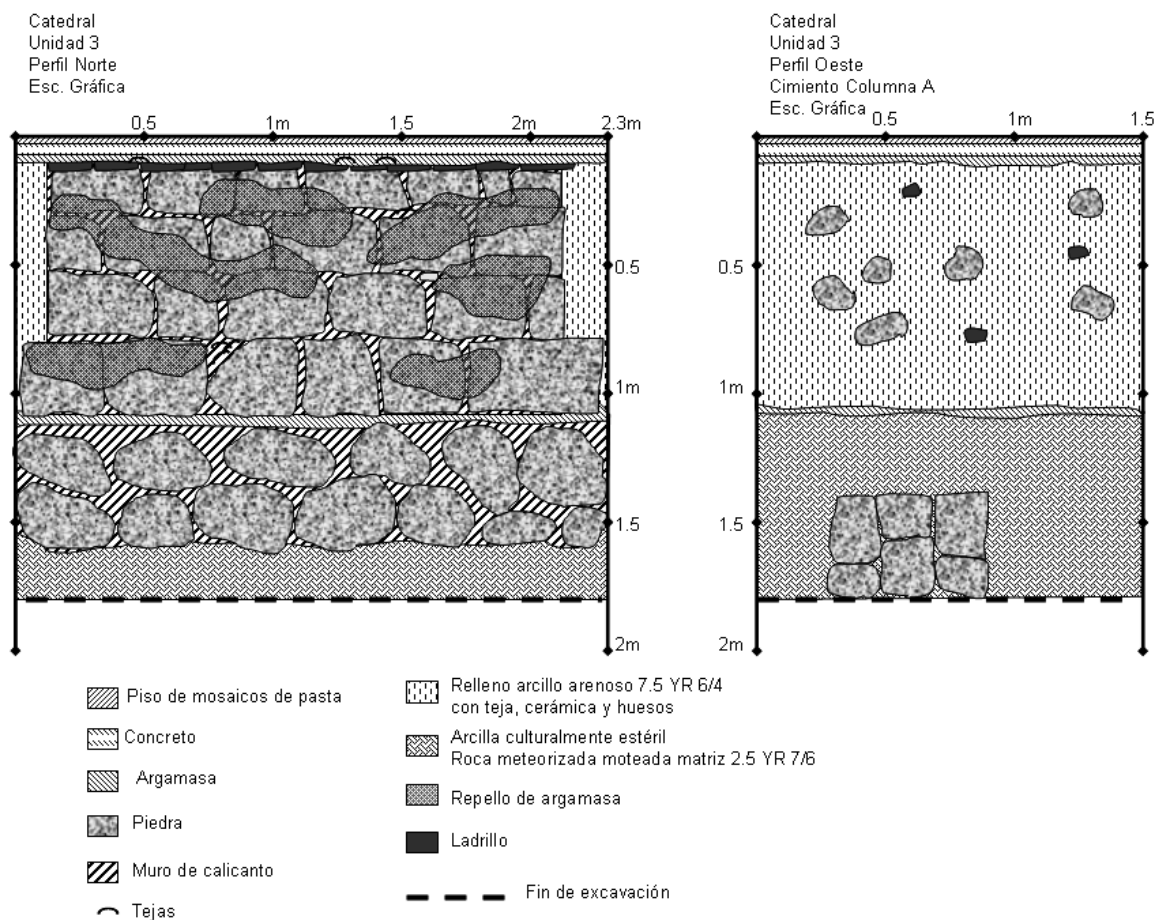 Catedral
Unidad 3
Perfil Norte
Esc. Gráfica
0.5
1m
1.5
2m
2.3m
0.5
1m
1.5
2m
Catedral
Unidad 3
Perfil Oeste
Cimiento Columna A
Esc. Gráfica
0.5
1m
1.5
0.5
1m
1.5
2m
Piso de mosaicos de pasta
Concreto
Argamasa
Piedra
Muro de calicanto
Tejas
Relleno arcillo arenoso 7.5 YR 6/4
con teja, cerámica y huesos
Arcilla culturalmente estéril
Roca meteorizada moteada matriz 2.5 YR 7/6
Repello de argamasa
Ladrillo
Fin de excavación